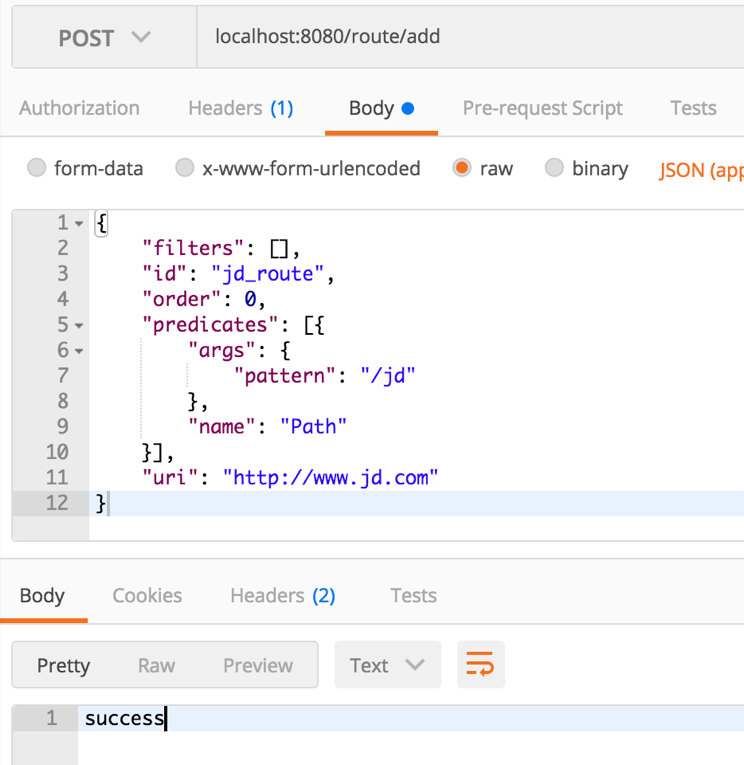 POST localhost:8080/route/add
Authorization Headers (1) Body Pre-request Script Tests
form-data x-www-form-urlencoded raw binary JSON (app
1 {
2 "filters": [],
3 "id": "jd_route",
4 "order": 0,
5 "predicates": [{
6 "args": {
7 "pattern": "/jd"
8 },
9 "name": "Path"
10 }],
11 "uri": "http://www.jd.com"
12 }
Body Cookies Headers (2) Tests
Pretty Raw Preview Text
1 success